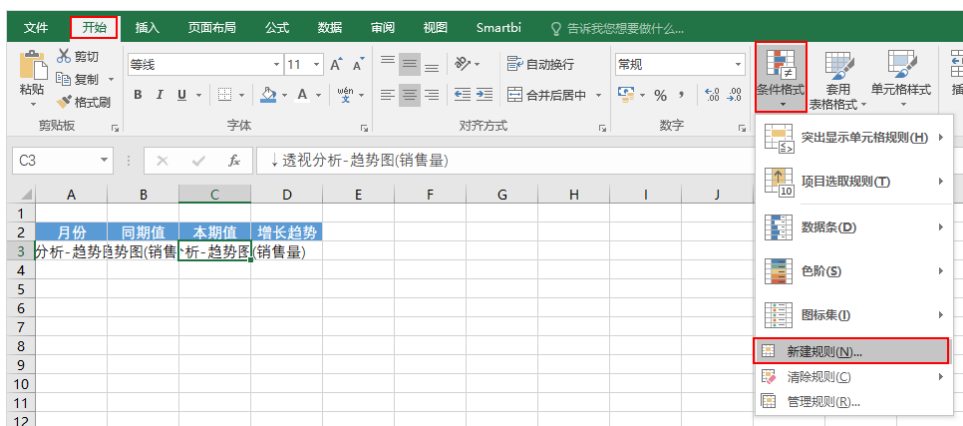 文件 开始 插入 页面布局 公式 数据 审阅 视图 Smartbi 告诉我您想要做什么...
剪切
复制
格式刷
粘贴
剪贴板
等线 11 A A
B I U A wén 文
字体
自动换行
合并后居中
对齐方式
常规
% , .0 .00 .00 .0
数字
条件格式
套用
表格格式
单元格样式
插
突出显示单元格规则(H)
项目选取规则(T)
10
数据条(D)
色阶(S)
图标集(I)
新建规则(N)...
清除规则(C)
管理规则(R)...
C3 fx ↓透视分析-趋势图(销售量)
A B C D E F G H I J
1
2 月份 同期值 本期值 增长趋势
3 分析-趋势图 势图(销售 析-趋势图(销售量)
4
5
6
7
8
9
10
11
12